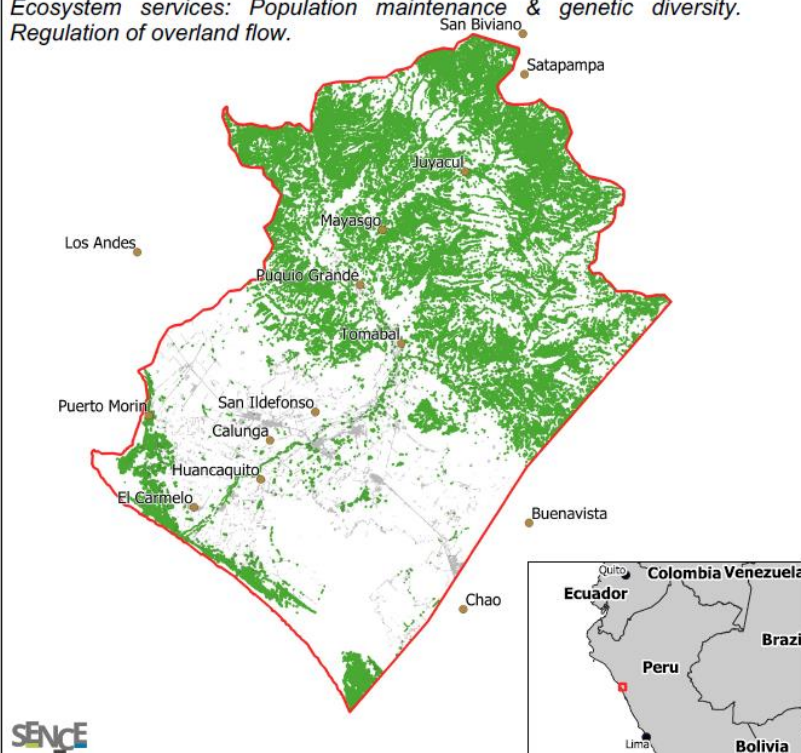 Ecosystem services: Population maintenance & genetic diversity.
Regulation of overland flow.
San Biviano
Satapampa
Juyacul
Mayasgo
Los Andes
Puquio Grande
Tomabal
Puerto Morin
San Ildefonso
Calunga
Huancaquito
El Carmelo
Buenavista
Chao
Quito
Colombia
Venezuela
Ecuador
Brazi
Peru
Lima
Bolivia
SENCE